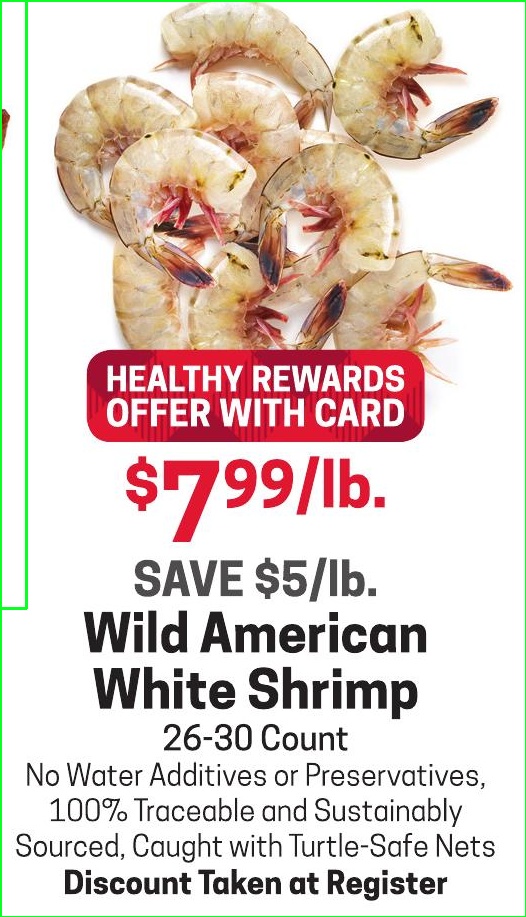 HEALTHY REWARDS
OFFER WITH CARD
$7.99/lb.
SAVE $5/lb.
Wild American
White Shrimp
26-30 Count
No Water Additives or Preservatives,
100% Traceable and Sustainably
Sourced, Caught with Turtle-Safe Nets
Discount Taken at Register